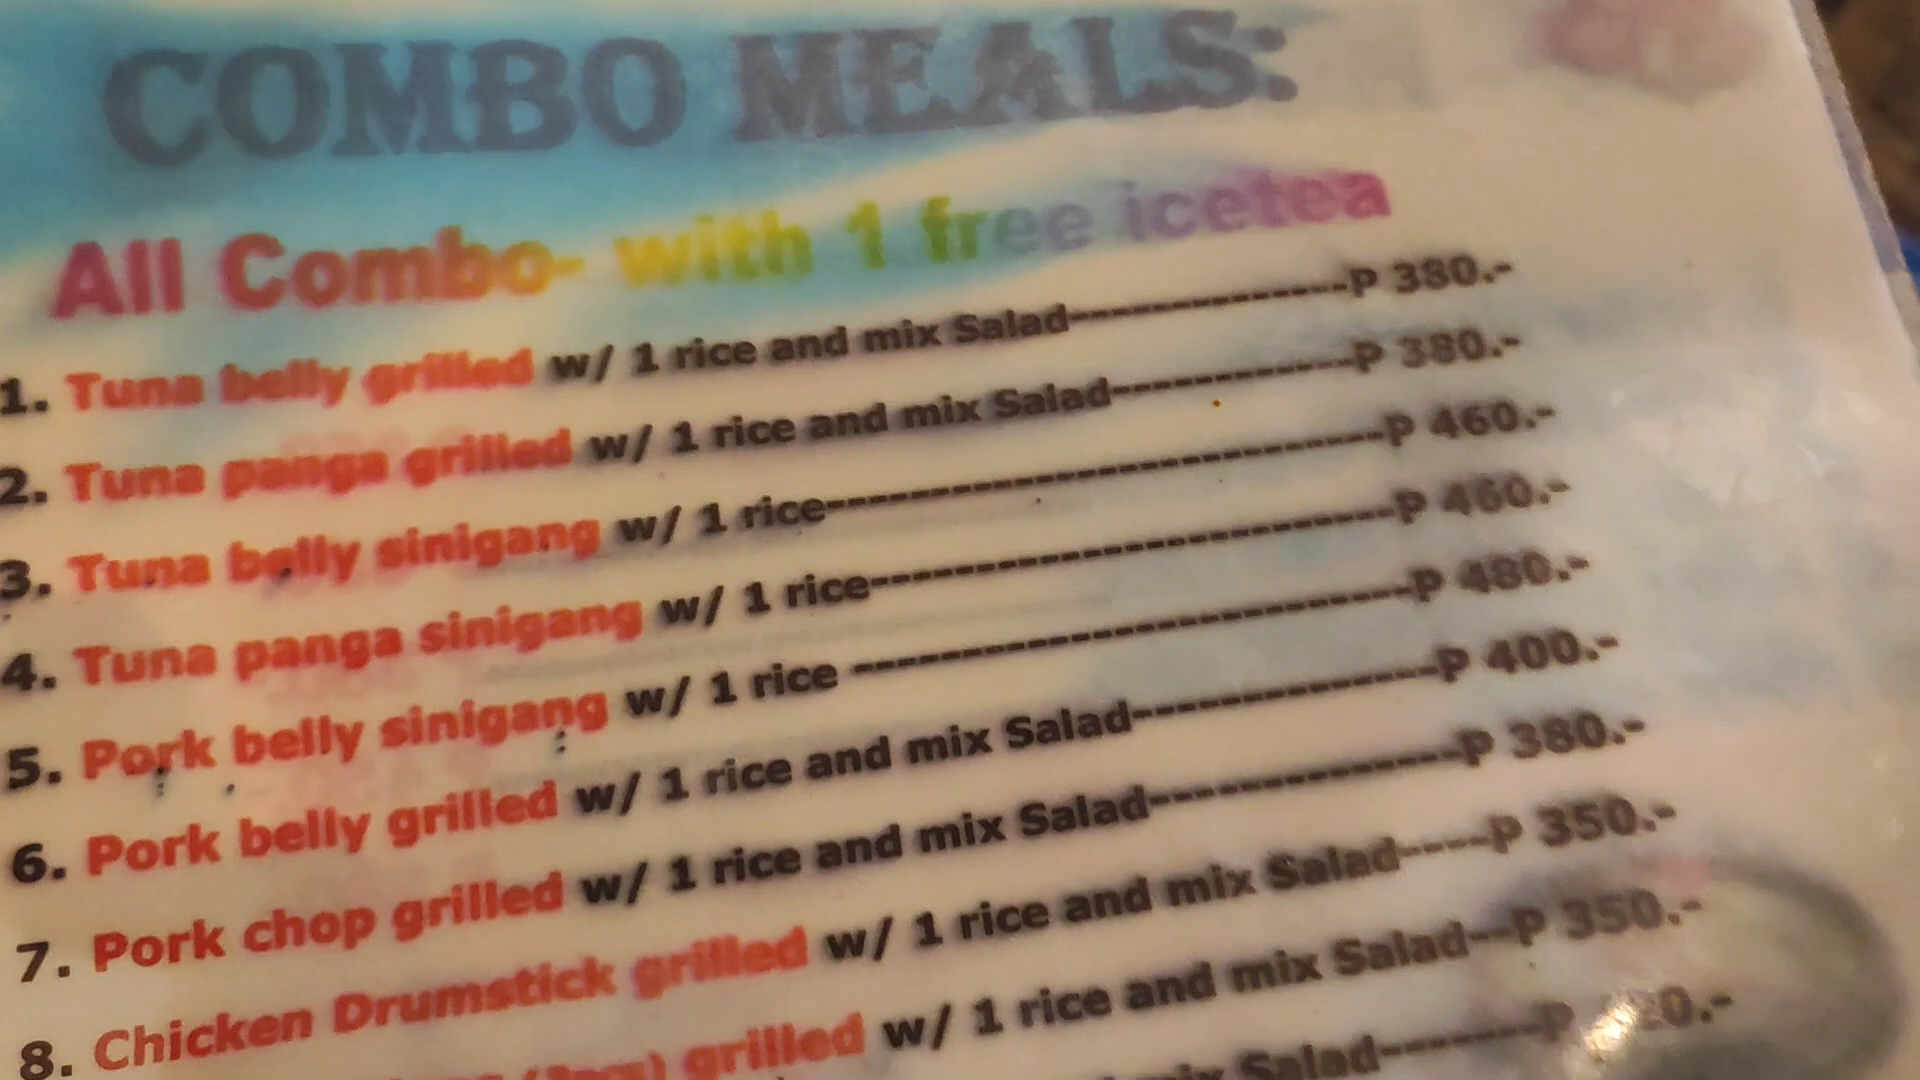 COMBO MEALS:
All Combo- with 1 free icetea
1. Tuna belly grilled w/ 1 rice and mix Salad-------------P 380.-
2. Tuna panga grilled w/ 1 rice and mix Salad------------P 380.-
3. Tuna belly sinigang w/ 1 rice----------------------------P 460.-
4. Tuna panga sinigang w/ 1 rice--------------------------P 460.-
5. Pork belly sinigang w/ 1 rice ----------------------------P 480.-
6. Pork belly grilled w/ 1 rice and mix Salad--------------P 400.-
7. Pork chop grilled w/ 1 rice and mix Salad--------------P 380.-
8. Chicken Drumstick grilled w/ 1 rice and mix Salad----P 350.-
grilled w/ 1 rice and mix Salad--P 350.-
mix Salad-------P